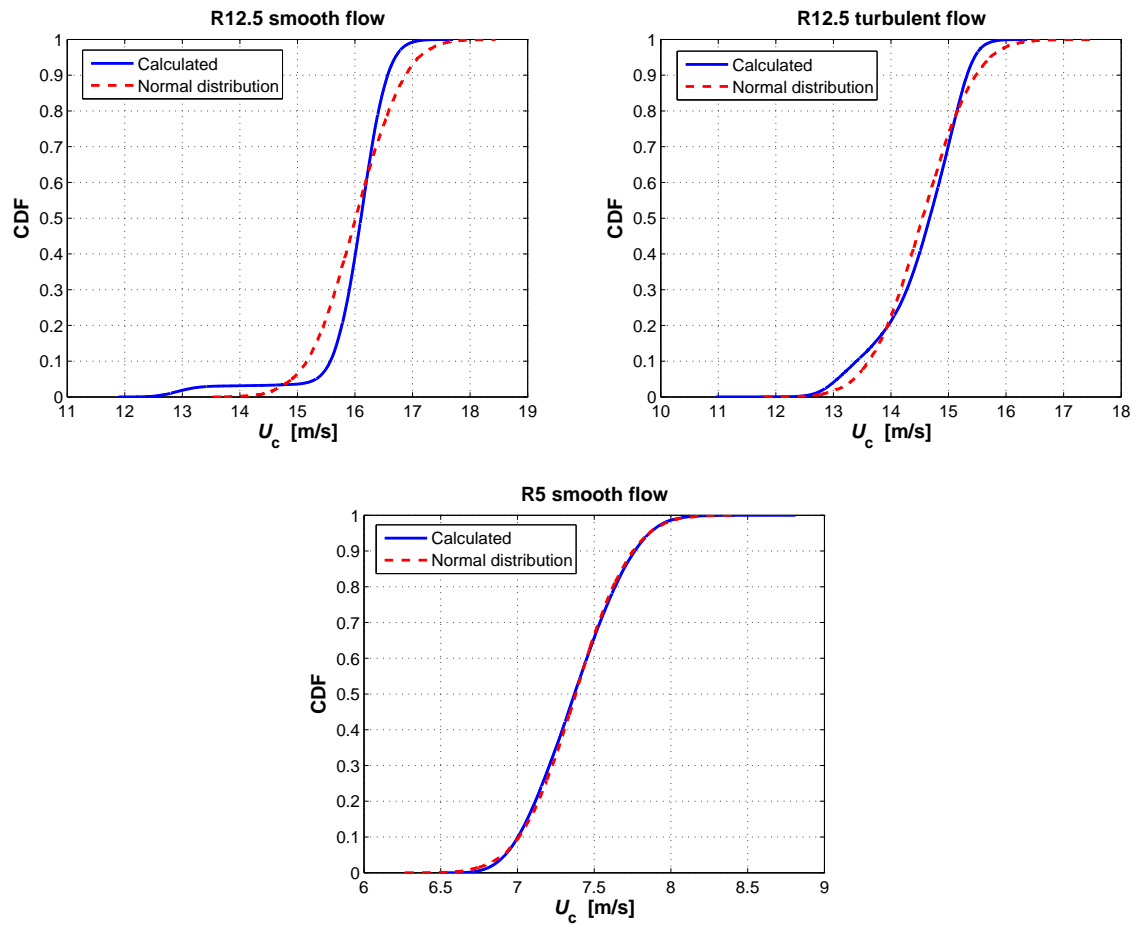 R12.5 smooth flow
Calculated
Normal distribution
CDF
1
0.9
0.8
0.7
0.6
0.5
0.4
0.3
0.2
0.1
0
11 12 13 14 15 16 17 18 19
U_c [m/s]
R12.5 turbulent flow
Calculated
Normal distribution
CDF
1
0.9
0.8
0.7
0.6
0.5
0.4
0.3
0.2
0.1
0
10 11 12 13 14 15 16 17 18
U_c [m/s]
R5 smooth flow
Calculated
Normal distribution
CDF
1
0.9
0.8
0.7
0.6
0.5
0.4
0.3
0.2
0.1
0
6 6.5 7 7.5 8 8.5 9
U_c [m/s]